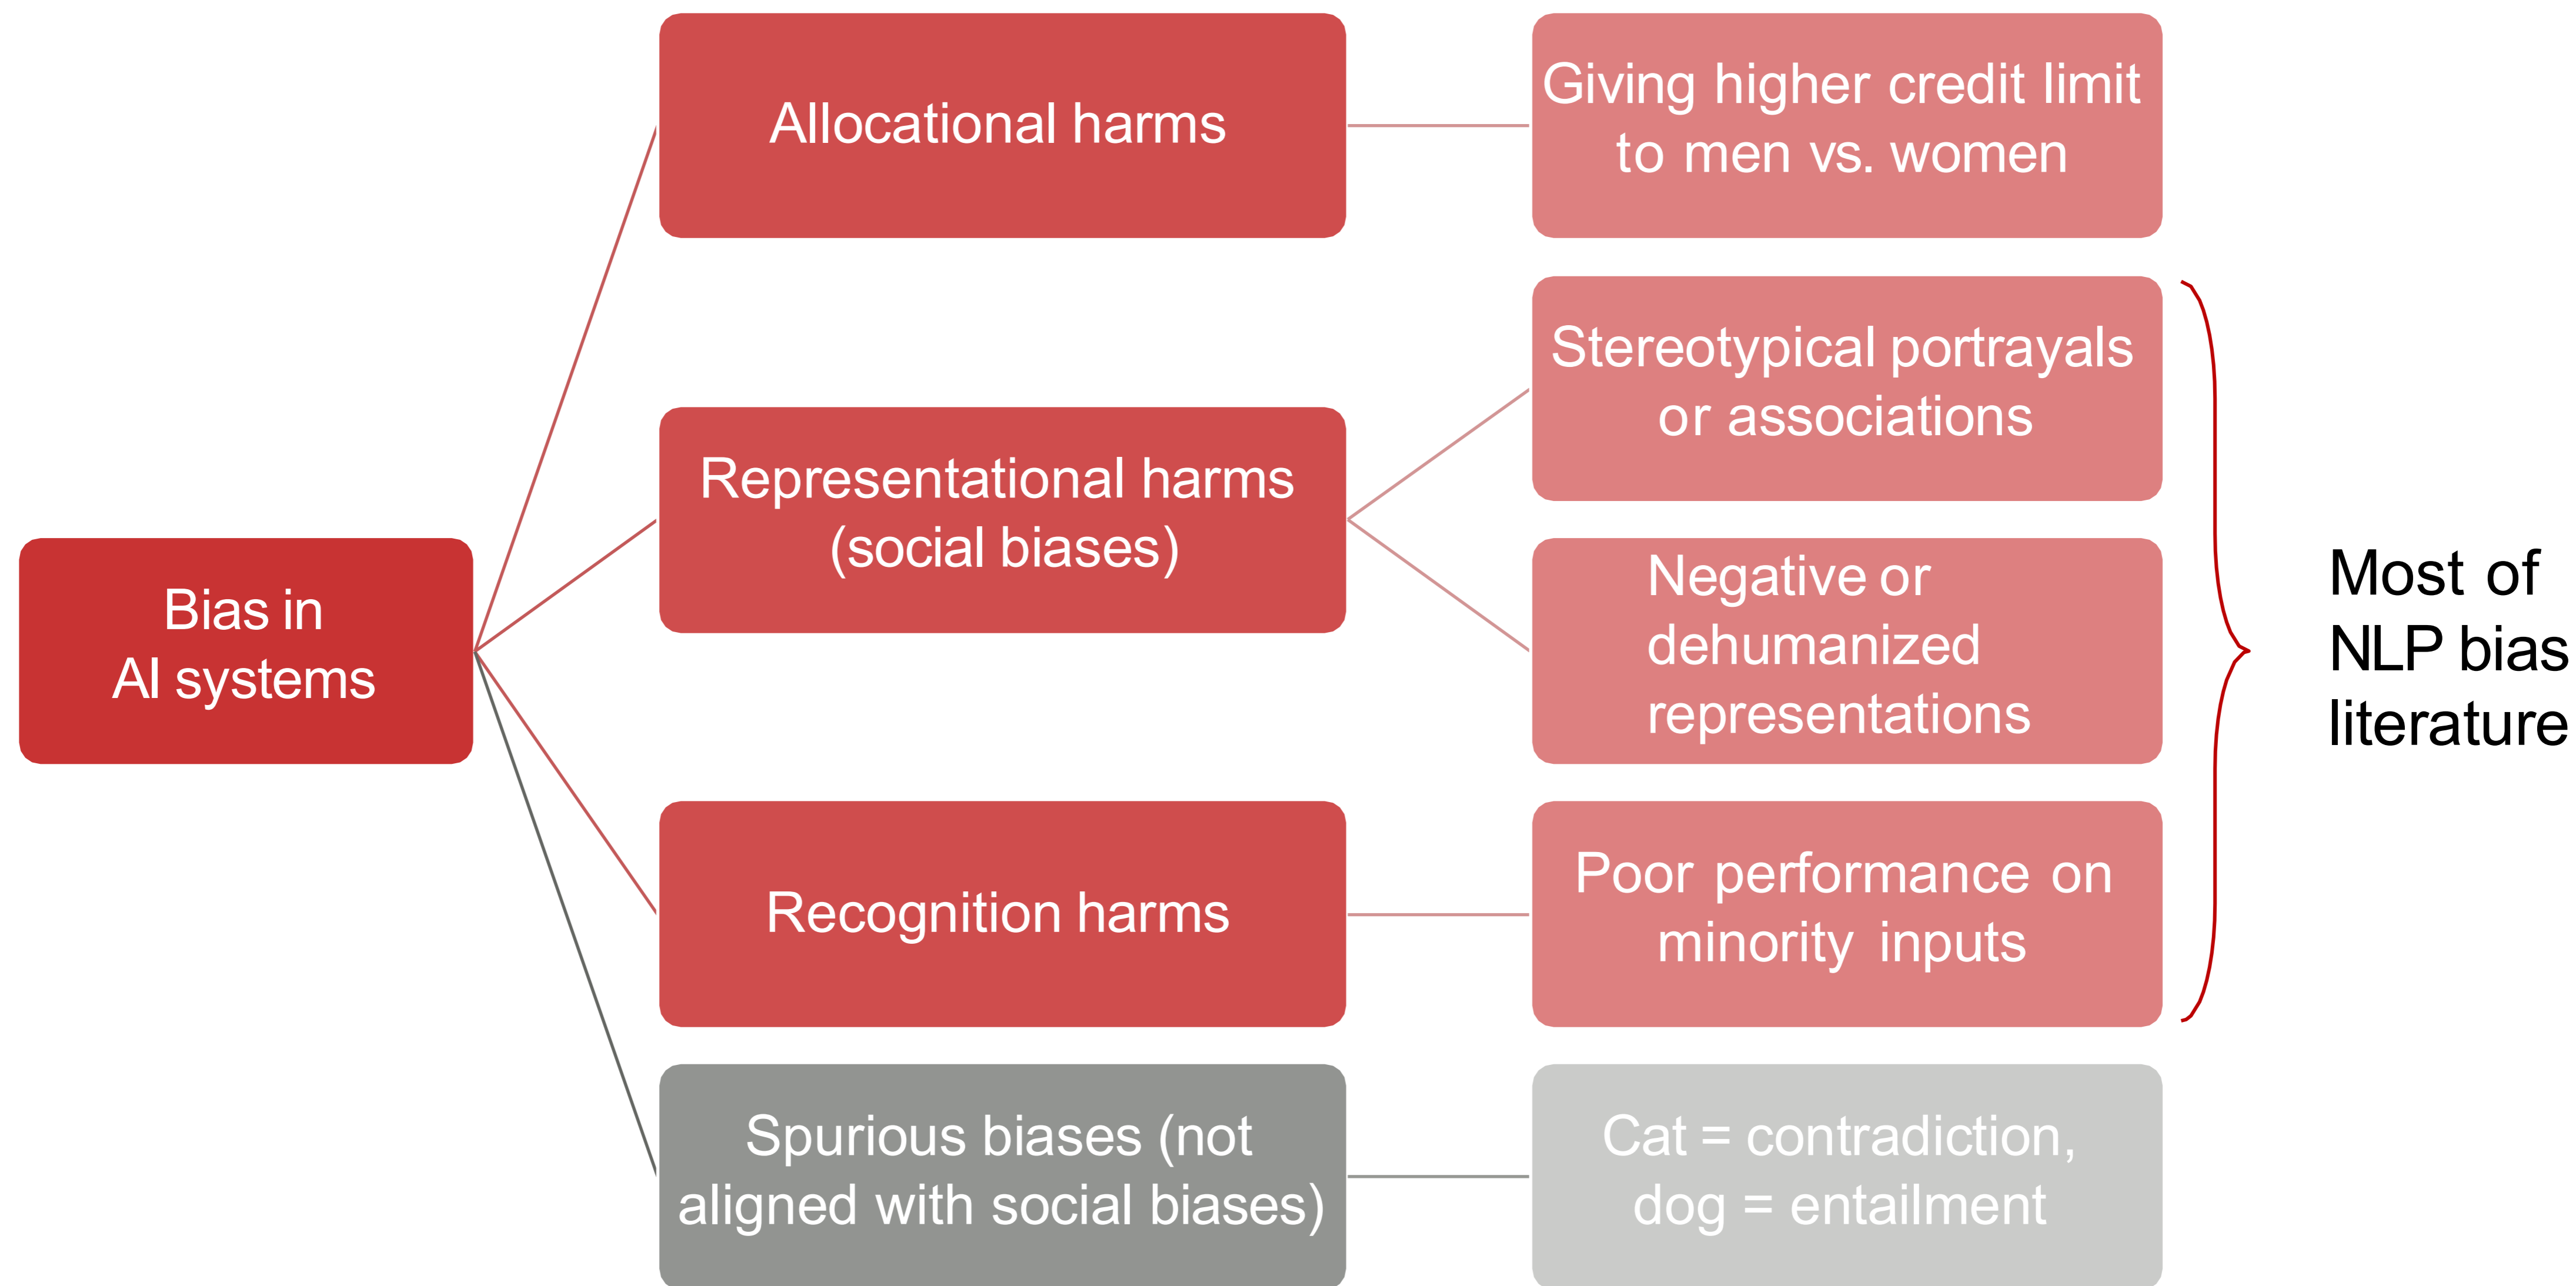 Bias in
AI systems
Allocational harms
Giving higher credit limit
to men vs. women
Representational harms
(social biases)
Stereotypical portrayals
or associations
Negative or
dehumanized
representations
Recognition harms
Poor performance on
minority inputs
Most of
NLP bias
literature
Spurious biases (not
aligned with social biases)
Cat = contradiction,
dog = entailment